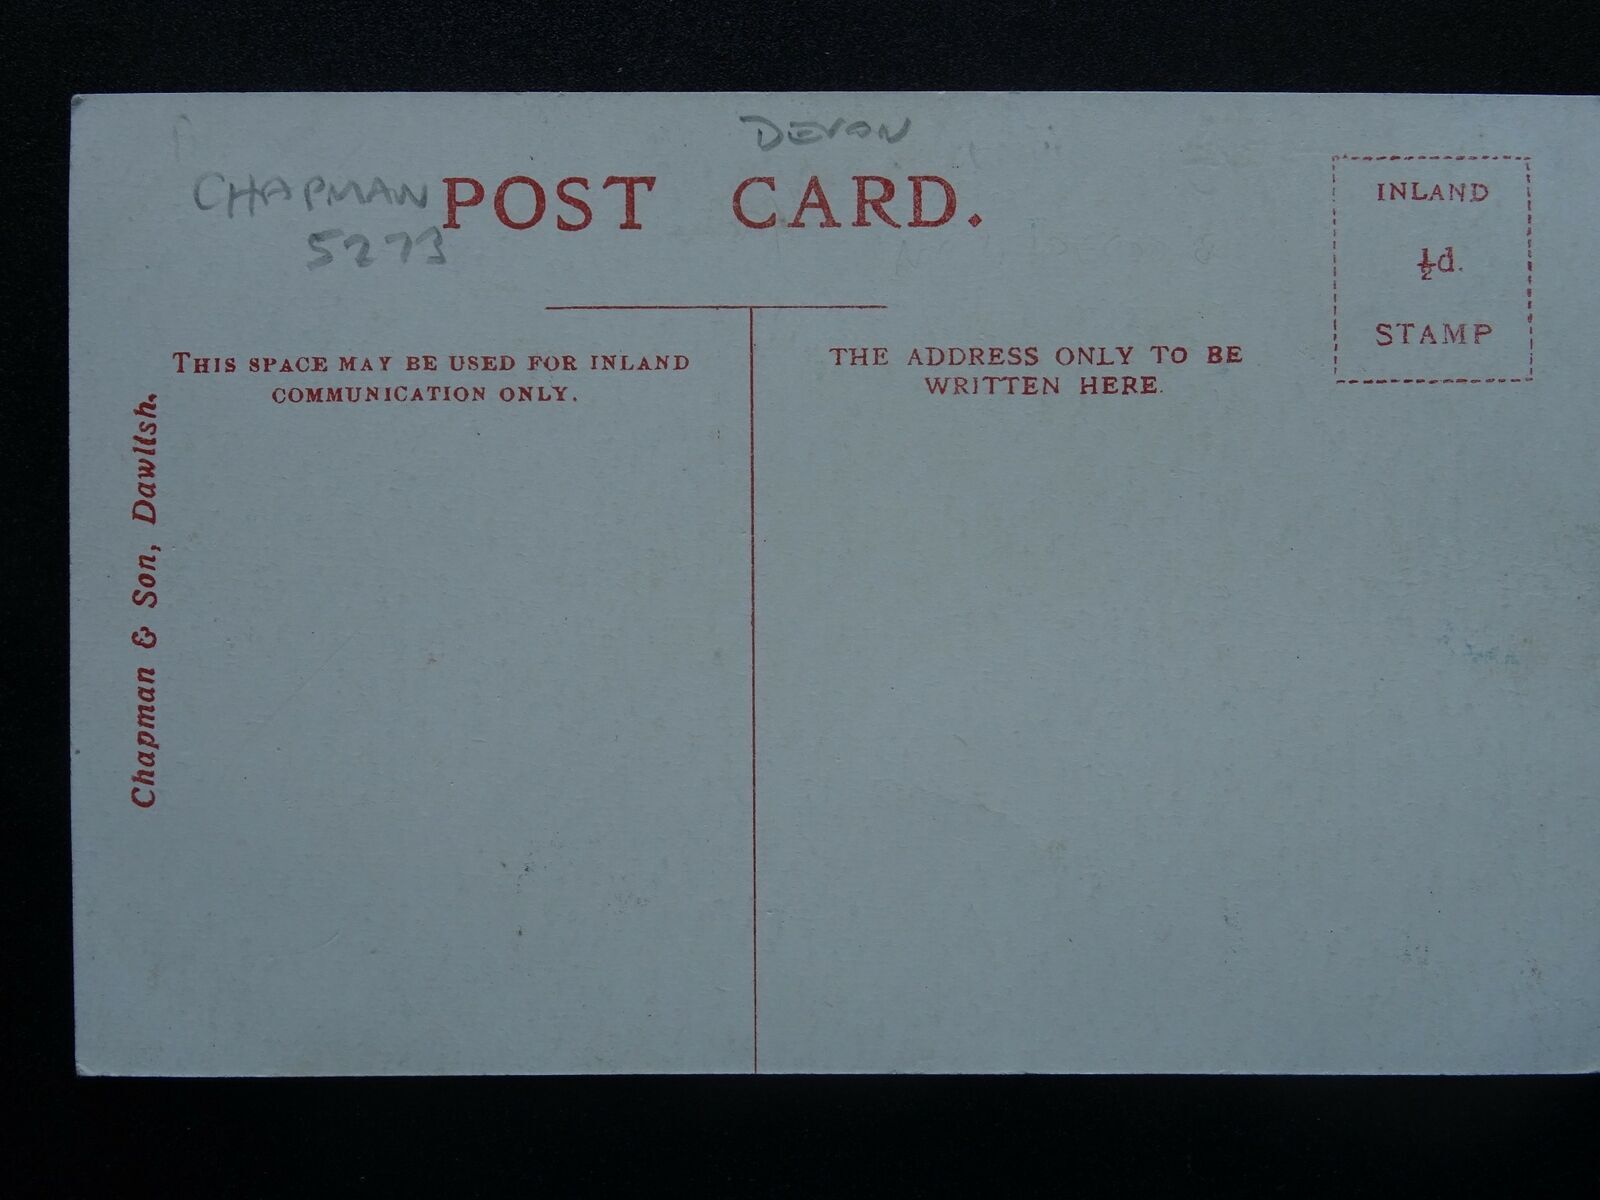 DEVON
CHAPMAN
5273
POST CARD.
INLAND
½d.
STAMP
THIS SPACE MAY BE USED FOR INLAND
COMMUNICATION ONLY.
THE ADDRESS ONLY TO BE
WRITTEN HERE.
Chapman & Son, Dawlish.